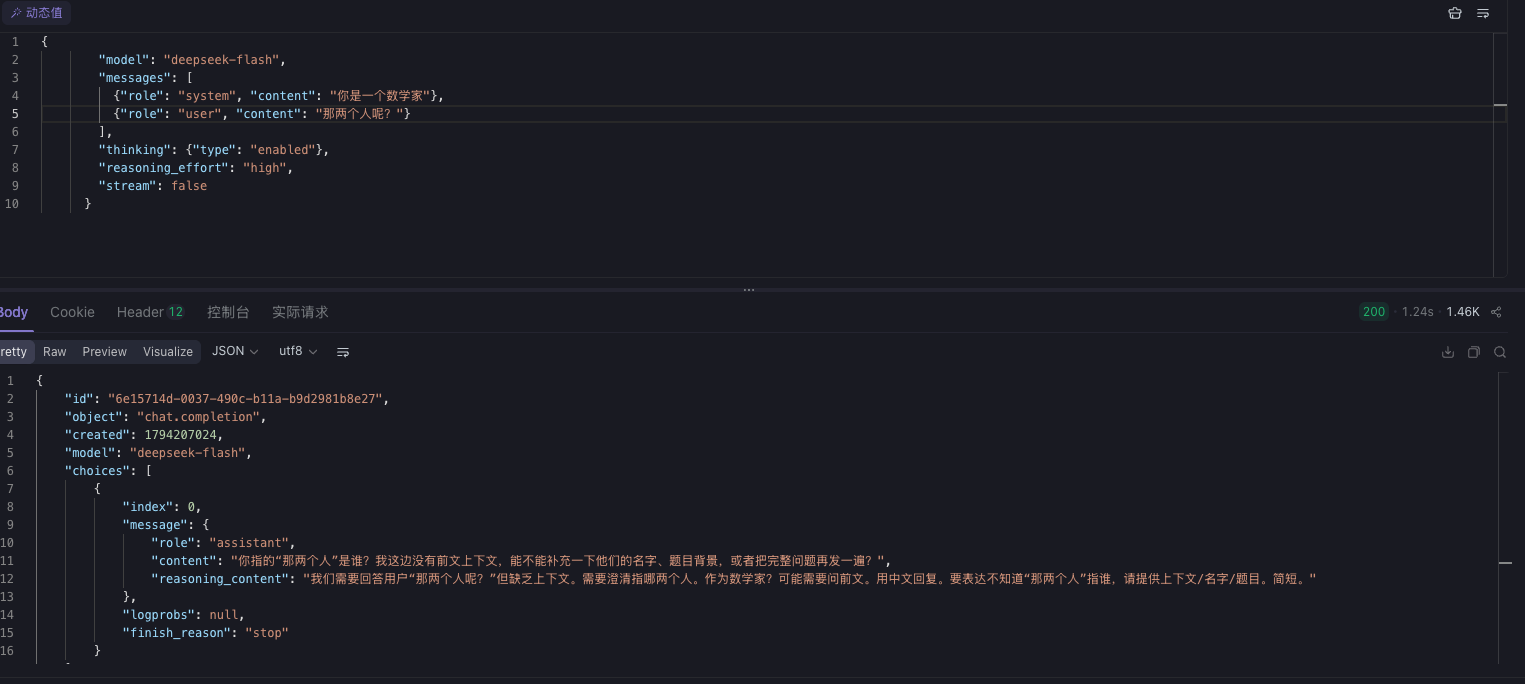 动态值
1 {
2 "model": "deepseek-flash",
3 "messages": [
4 {"role": "system", "content": "你是一个数学家"},
5 {"role": "user", "content": "那两个人呢？"}
6 ],
7 "thinking": {"type": "enabled"},
8 "reasoning_effort": "high",
9 "stream": false
10 }
Body Cookie Header 12 控制台 实际请求 200 · 1.24s · 1.46K
retty Raw Preview Visualize JSON utf8
1 {
2 "id": "6e15714d-0037-490c-b11a-b9d2981b8e27",
3 "object": "chat.completion",
4 "created": 1794207024,
5 "model": "deepseek-flash",
6 "choices": [
7 {
8 "index": 0,
9 "message": {
10 "role": "assistant",
11 "content": "你指的“那两个人”是谁？我这边没有前文上下文，能不能补充一下他们的名字、题目背景，或者把完整问题再发一遍？",
12 "reasoning_content": "我们需要回答用户“那两个人呢？”但缺乏上下文。需要澄清指哪两个人。作为数学家？可能需要问前文。用中文回复。要表达不知道“那两个人”指谁，请提供上下文/名字/题目。简短。"
13 },
14 "logprobs": null,
15 "finish_reason": "stop"
16 }